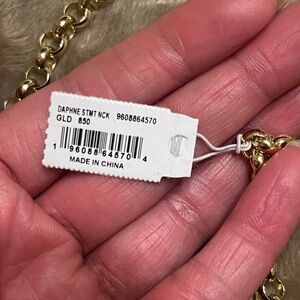 DAPHNE STMT NCK 9608864570
GLD 850
1 96088 64570 4
MADE IN CHINA